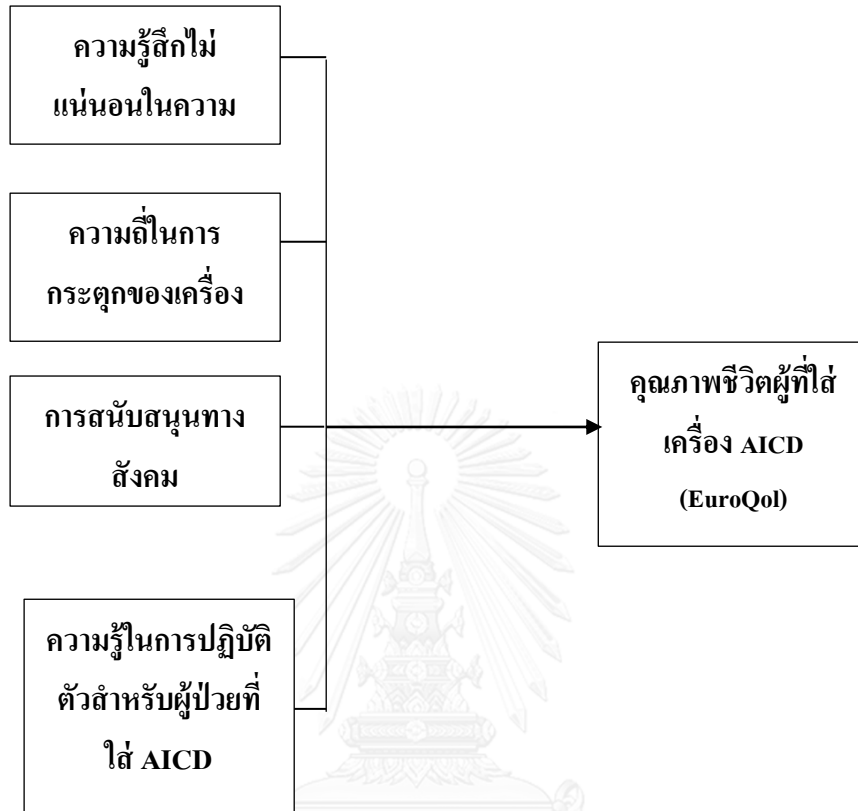 ความรู้สึกไม่
แน่นอนในความ
ความถี่ในการ
กระตุกของเครื่อง
การสนับสนุนทาง
สังคม
ความรู้ในการปฏิบัติ
ตัวสำหรับผู้ป่วยที่
ใส่ AICD
คุณภาพชีวิตผู้ที่ใส่
เครื่อง AICD
(EuroQol)